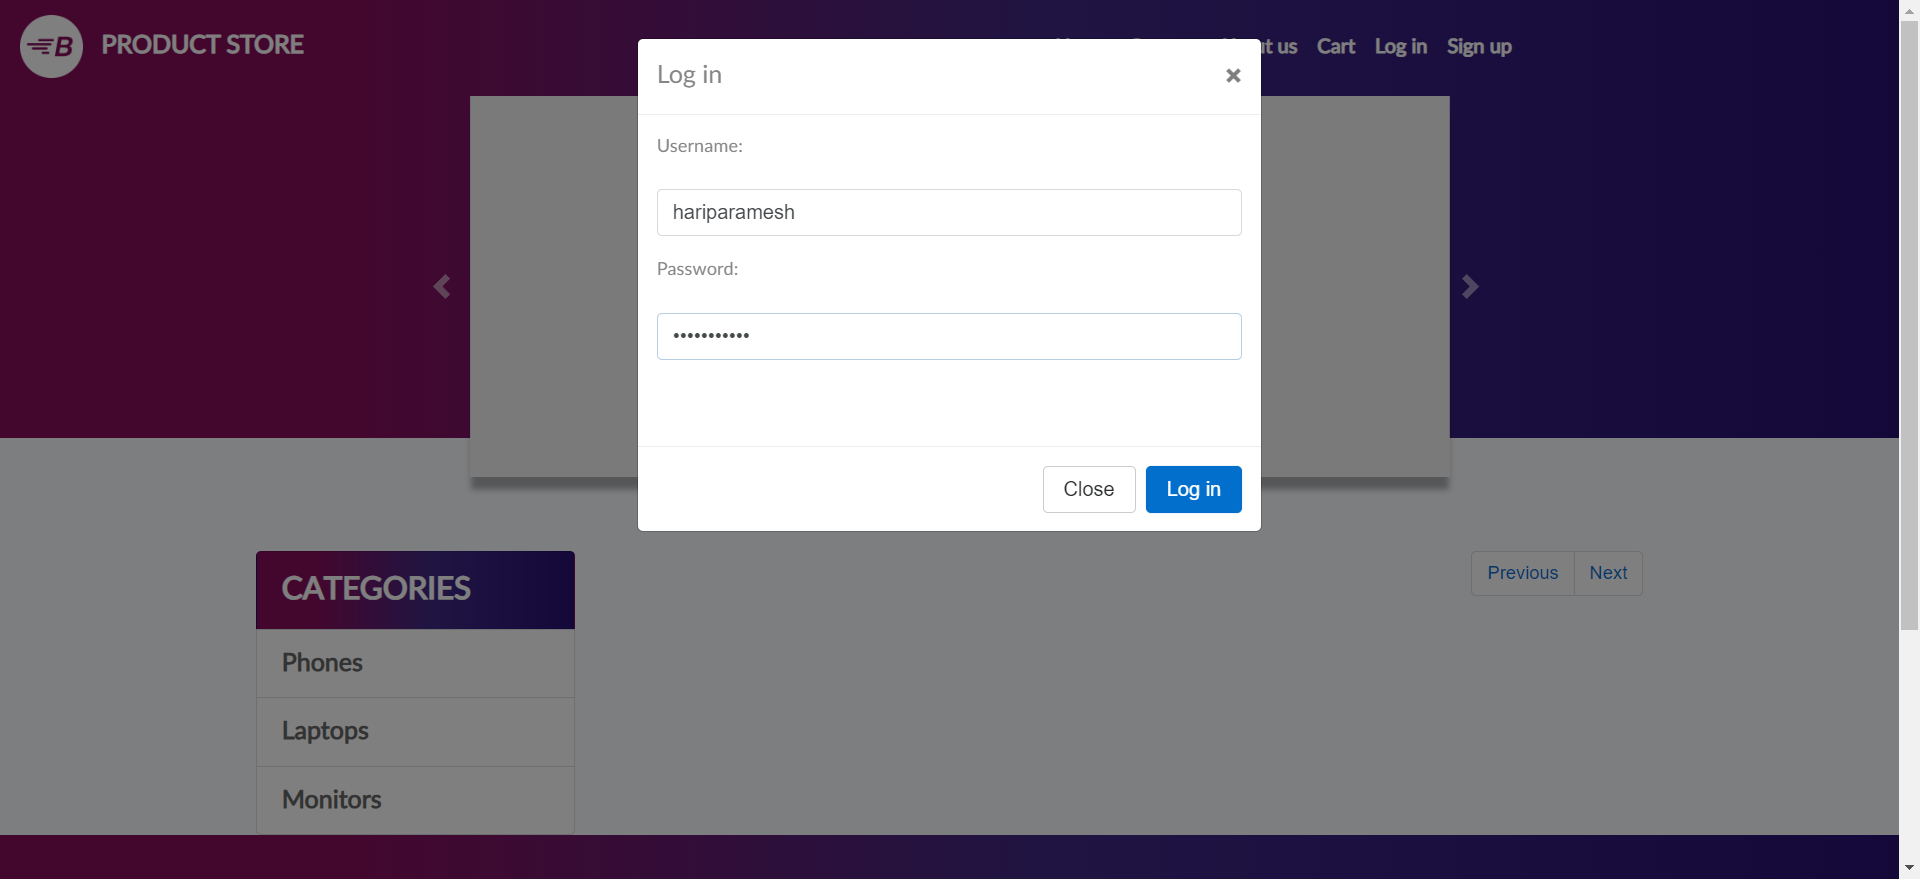 B PRODUCT STORE
t us Cart Log in Sign up
Log in ×
Username:
hariparamesh
Password:
•••••••••••
Close Log in
CATEGORIES
Previous Next
Phones
Laptops
Monitors